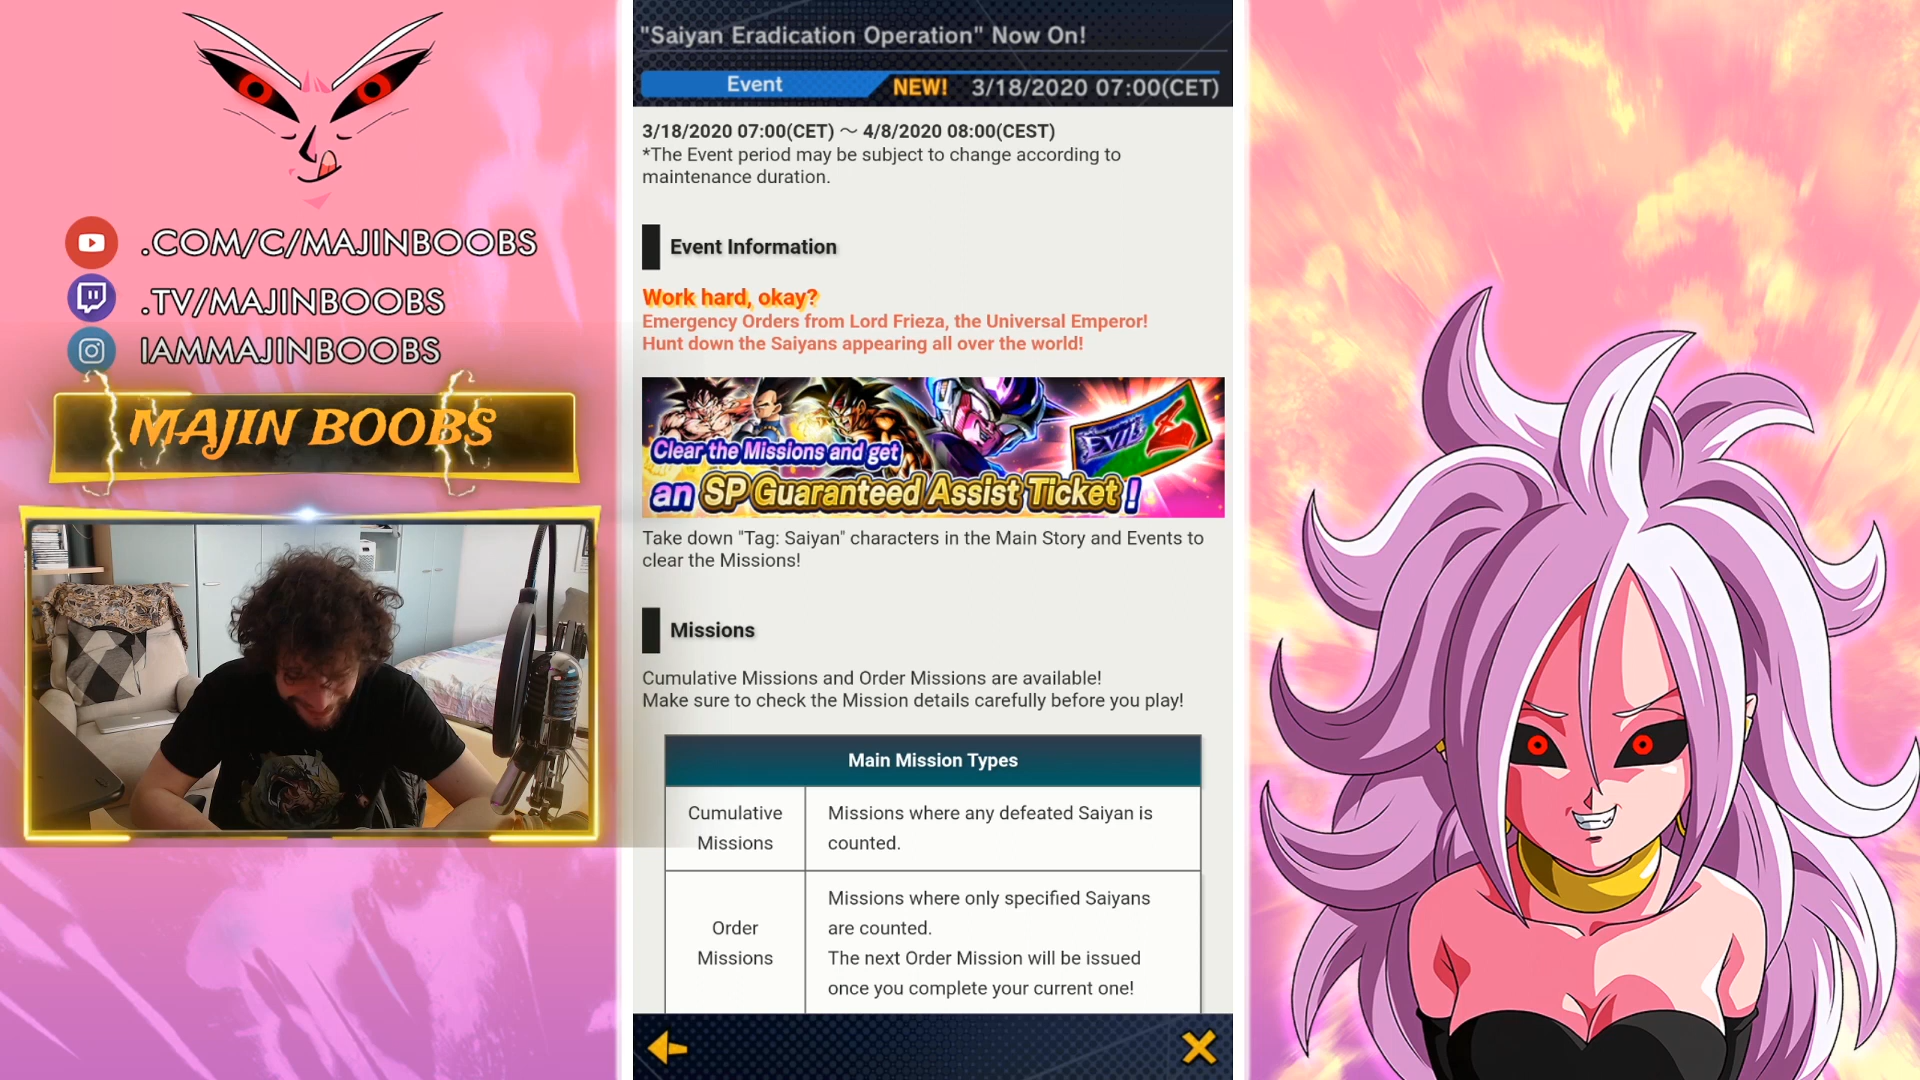 .COM/C/MAJINBOOBS
.TV/MAJINBOOBS
IAMMAJINBOOBS
MAJIN BOOBS
"Saiyan Eradication Operation" Now On!
Event NEW! 3/18/2020 07:00(CET)
3/18/2020 07:00(CET) ～ 4/8/2020 08:00(CEST)
*The Event period may be subject to change according to
maintenance duration.
Event Information
Work hard, okay?
Emergency Orders from Lord Frieza, the Universal Emperor!
Hunt down the Saiyans appearing all over the world!
EVIL Z
Clear the Missions and get
an SP Guaranteed Assist Ticket!
Take down "Tag: Saiyan" characters in the Main Story and Events to
clear the Missions!
Missions
Cumulative Missions and Order Missions are available!
Make sure to check the Mission details carefully before you play!
Main Mission Types
Cumulative
Missions
Missions where any defeated Saiyan is
counted.
Order
Missions
Missions where only specified Saiyans
are counted.
The next Order Mission will be issued
once you complete your current one!